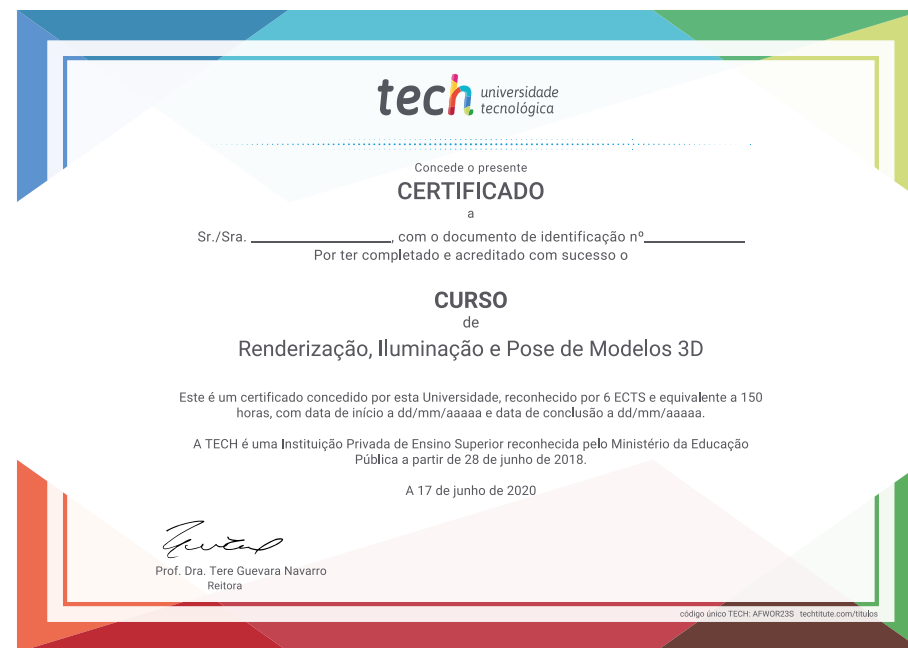 tech universidade
tecnológica
Concede o presente
CERTIFICADO
a
Sr./Sra. ____________________, com o documento de identificação nº______________
Por ter completado e acreditado com sucesso o
CURSO
de
Renderização, Iluminação e Pose de Modelos 3D
Este é um certificado concedido por esta Universidade, reconhecido por 6 ECTS e equivalente a 150
horas, com data de início a dd/mm/aaaaa e data de conclusão a dd/mm/aaaaa.
A TECH é uma Instituição Privada de Ensino Superior reconhecida pelo Ministério da Educação
Pública a partir de 28 de junho de 2018.
A 17 de junho de 2020
Prof. Dra. Tere Guevara Navarro
Reitora
código único TECH: AFWOR23S techtitute.com/titulos